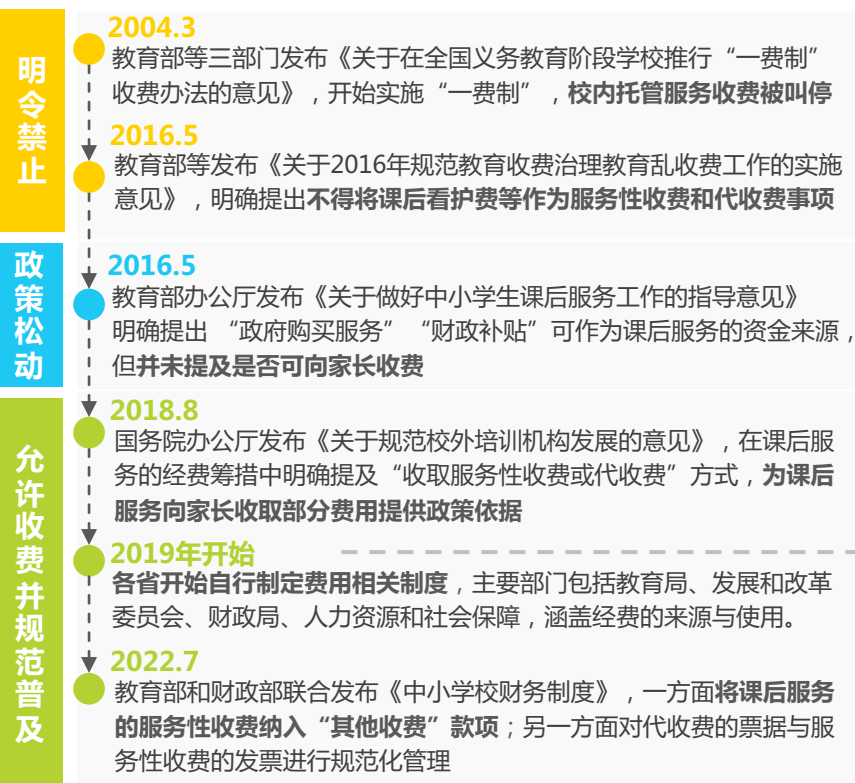 明令禁止
2004.3
教育部等三部门发布《关于在全国义务教育阶段学校推行“一费制”
收费办法的意见》，开始实施“一费制”，校内托管服务收费被叫停
2016.5
教育部等发布《关于2016年规范教育收费治理教育乱收费工作的实施
意见》，明确提出不得将课后看护费等作为服务性收费和代收费事项
政策松动
2016.5
教育部办公厅发布《关于做好中小学生课后服务工作的指导意见》
明确提出 “政府购买服务”“财政补贴”可作为课后服务的资金来源，
但并未提及是否可向家长收费
允许收费并规范普及
2018.8
国务院办公厅发布《关于规范校外培训机构发展的意见》，在课后服
务的经费筹措中明确提及“收取服务性收费或代收费”方式，为课后
服务向家长收取部分费用提供政策依据
2019年开始
各省开始自行制定费用相关制度，主要部门包括教育局、发展和改革
委员会、财政局、人力资源和社会保障，涵盖经费的来源与使用。
2022.7
教育部和财政部联合发布《中小学校财务制度》，一方面将课后服务
的服务性收费纳入“其他收费”款项；另一方面对代收费的票据与服
务性收费的发票进行规范化管理